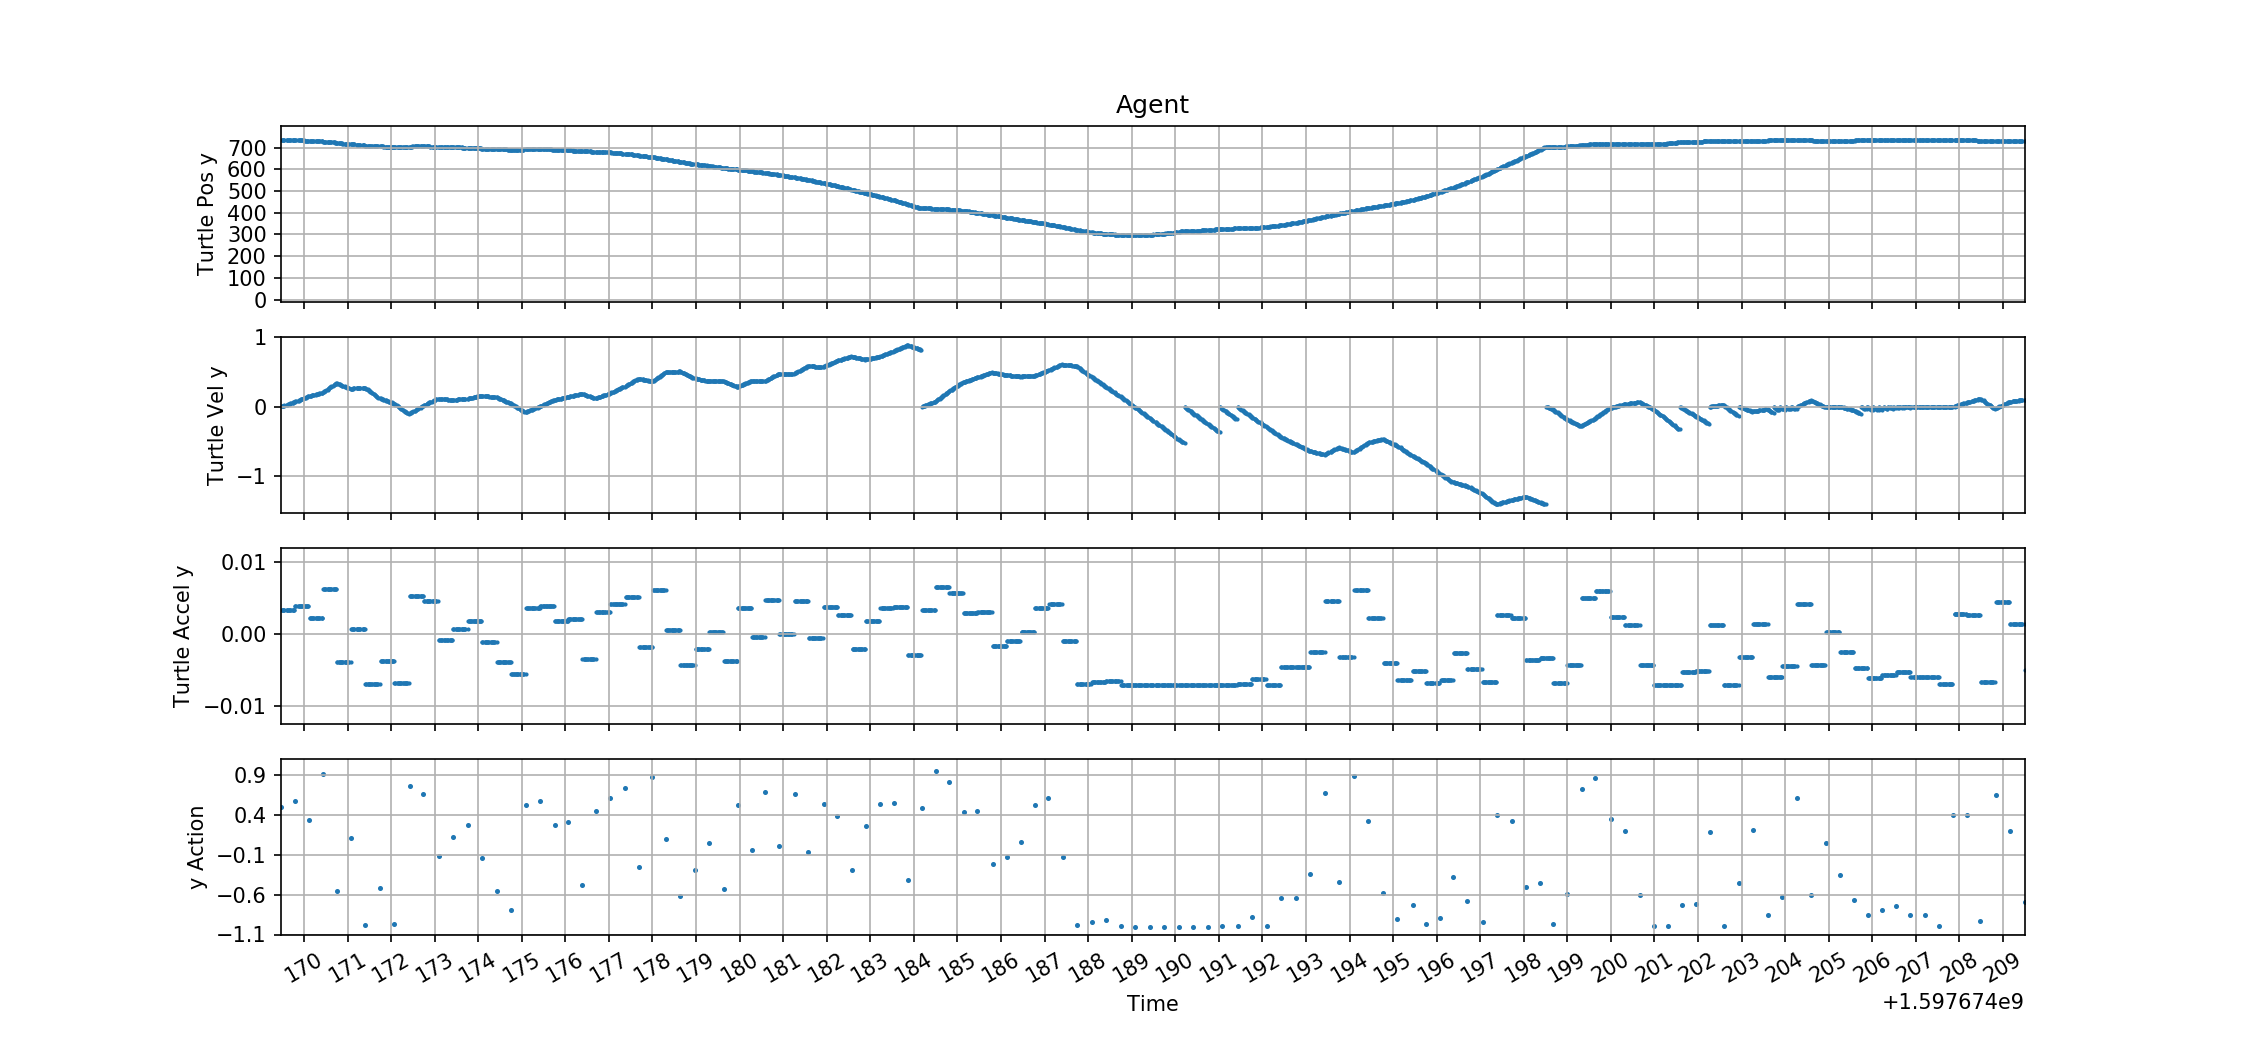 Agent
Turtle Pos y
700
600
500
400
300
200
100
0
Turtle Vel y
1
0
−1
Turtle Accel y
0.01
0.00
−0.01
y Action
0.9
0.4
−0.1
−0.6
−1.1
170 171 172 173 174 175 176 177 178 179 180 181 182 183 184 185 186 187 188 189 190 191 192 193 194 195 196 197 198 199 200 201 202 203 204 205 206 207 208 209
Time
+1.597674e9